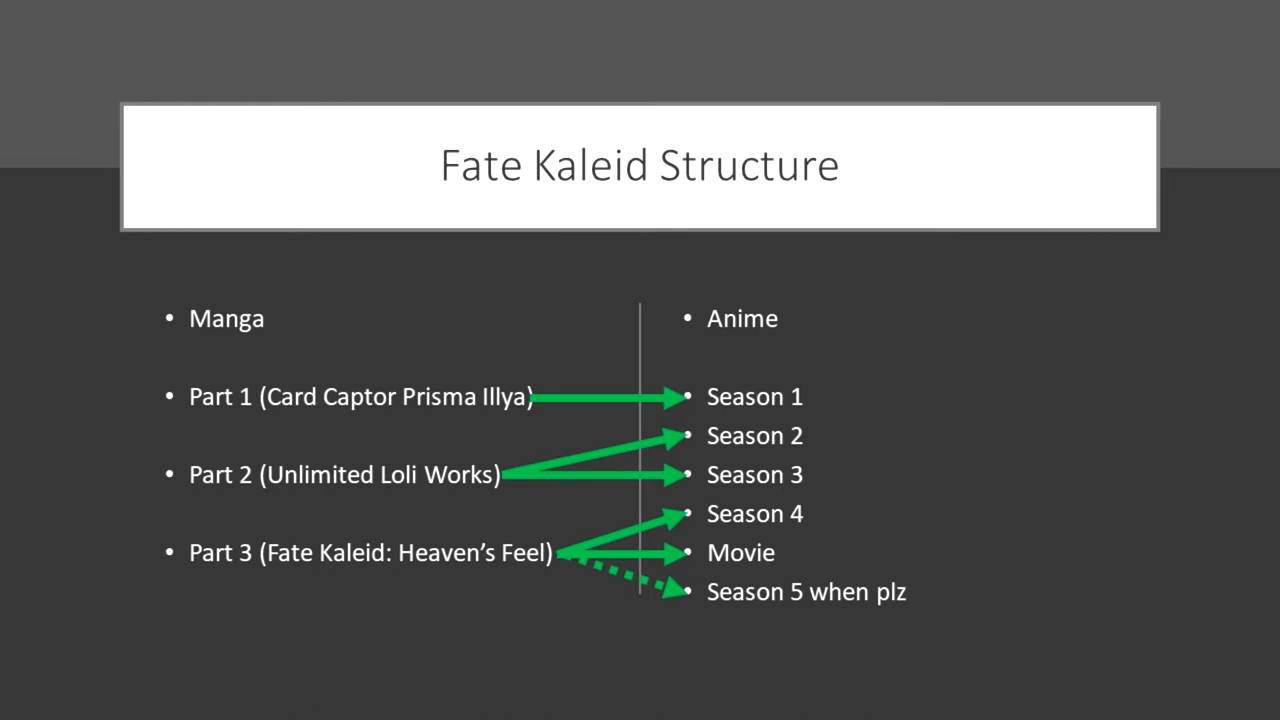 Fate Kaleid Structure
• Manga
• Part 1 (Card Captor Prisma Illya)
• Part 2 (Unlimited Loli Works)
• Part 3 (Fate Kaleid: Heaven’s Feel)
• Anime
• Season 1
• Season 2
• Season 3
• Season 4
• Movie
• Season 5 when plz